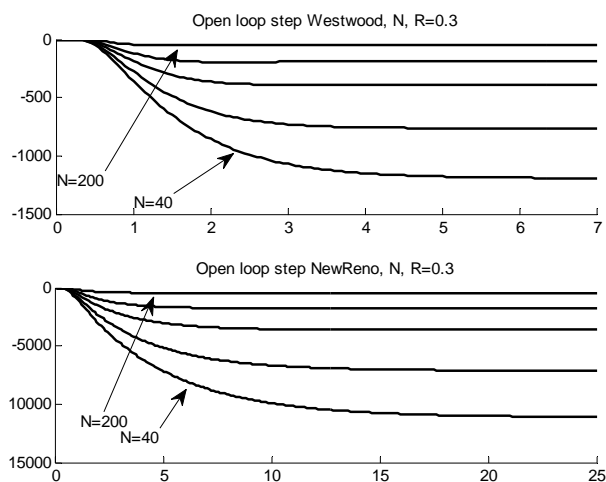 Open loop step Westwood, N, R=0.3
0
-500
-1000
-1500
N=200
N=40
0 1 2 3 4 5 6 7
Open loop step NewReno, N, R=0.3
0
-5000
10000
15000
N=200
N=40
0 5 10 15 20 25